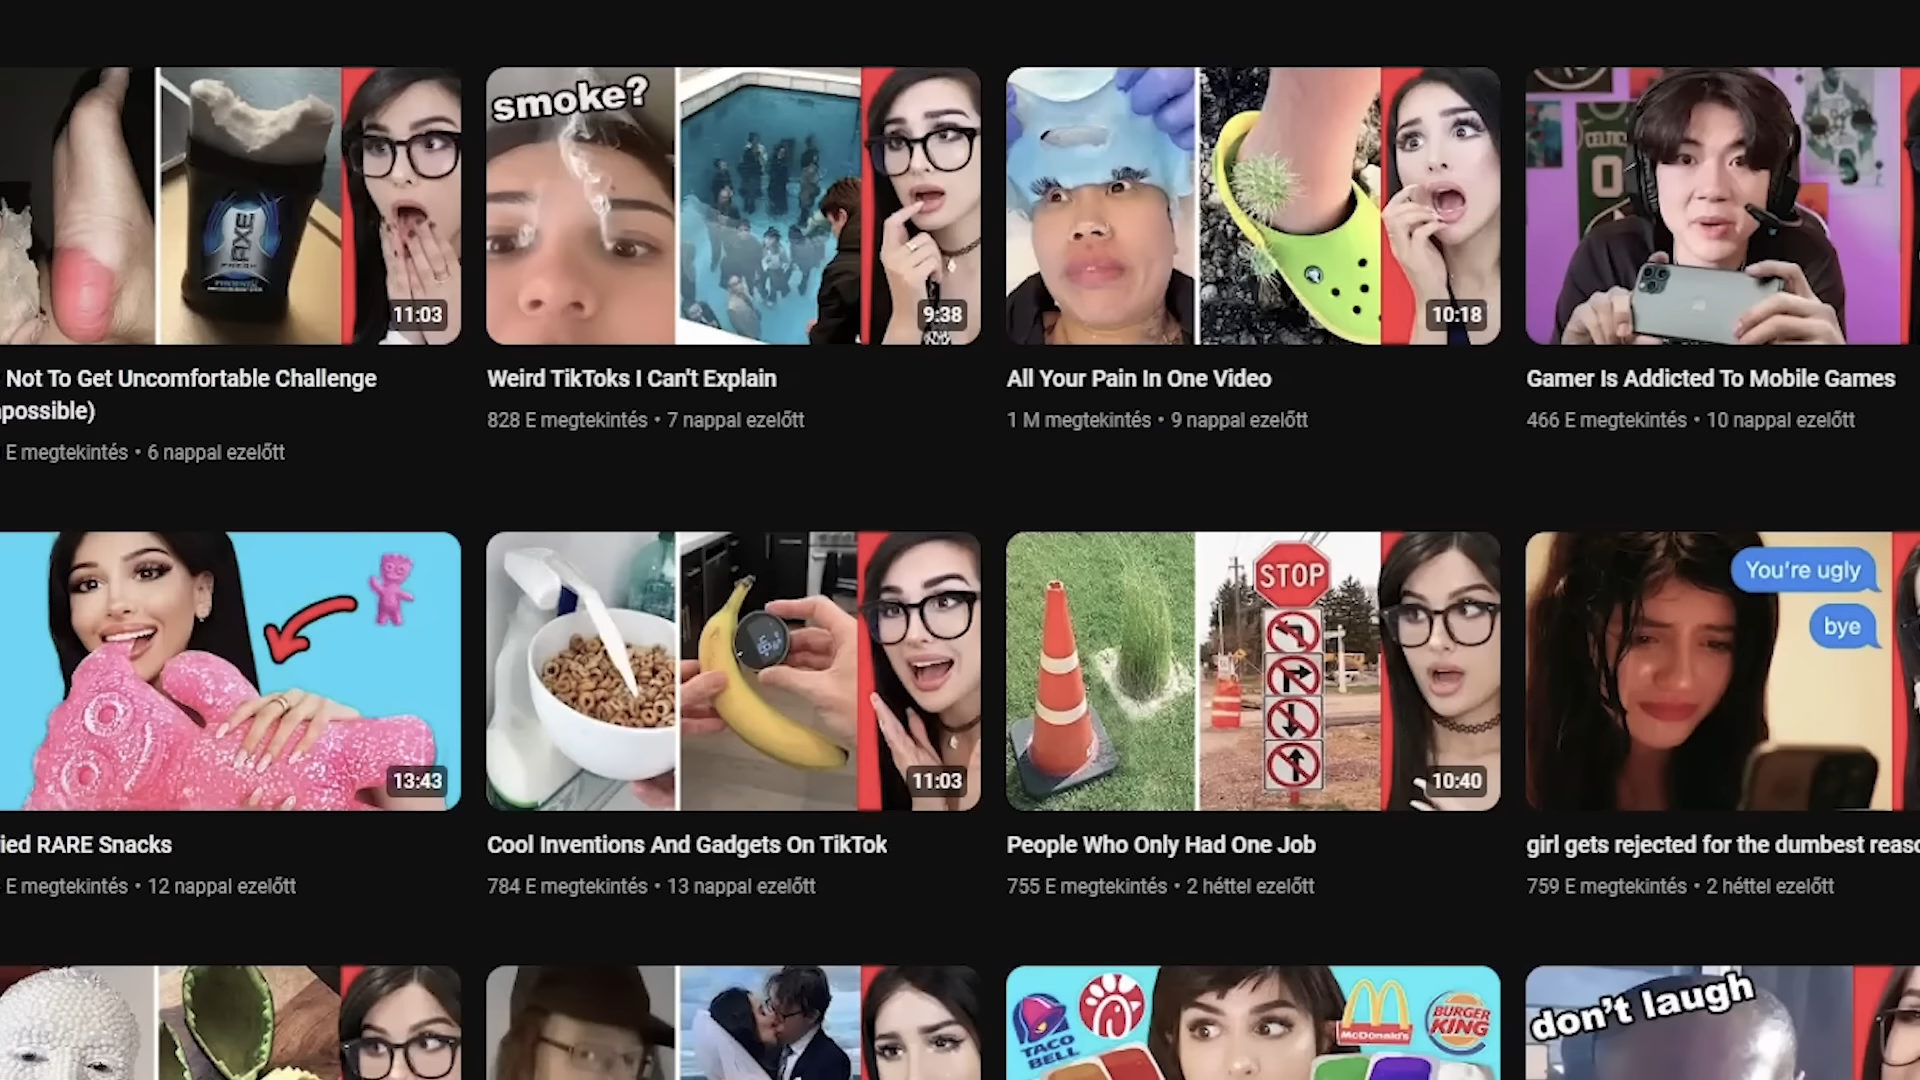 smoke?
AXE
11:03
9:38
10:18
CELTICS
0
Not To Get Uncomfortable Challenge
possible)
E megtekintés • 6 nappal ezelőtt
Weird TikToks I Can't Explain
828 E megtekintés • 7 nappal ezelőtt
All Your Pain In One Video
1 M megtekintés • 9 nappal ezelőtt
Gamer Is Addicted To Mobile Games
466 E megtekintés • 10 nappal ezelőtt
STOP
You're ugly
bye
13:43
11:03
10:40
ied RARE Snacks
E megtekintés • 12 nappal ezelőtt
Cool Inventions And Gadgets On TikTok
784 E megtekintés • 13 nappal ezelőtt
People Who Only Had One Job
755 E megtekintés • 2 héttel ezelőtt
girl gets rejected for the dumbest reaso
759 E megtekintés • 2 héttel ezelőtt
TACO
BELL
McDonald's
BURGER
KING
don't laugh